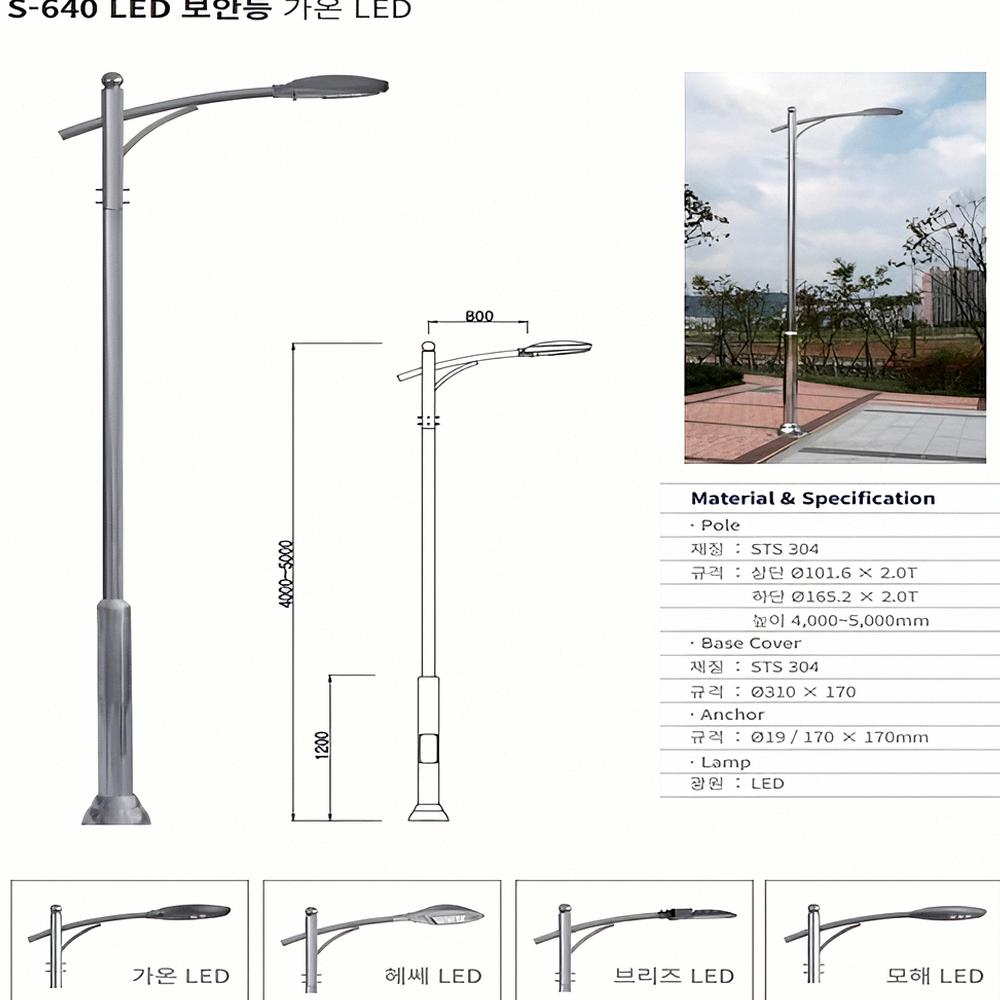 S-640 LED 보안등 가온 LED
800
4000~5000
1200
Material & Specification
· Pole
재질 : STS 304
규격 : 상단 Ø101.6 × 2.0T
하단 Ø165.2 × 2.0T
높이 4,000~5,000mm
· Base Cover
재질 : STS 304
규격 : Ø310 × 170
· Anchor
규격 : Ø19 / 170 × 170mm
· Lamp
광원 : LED
가온 LED
헤쎄 LED
브리즈 LED
모해 LED